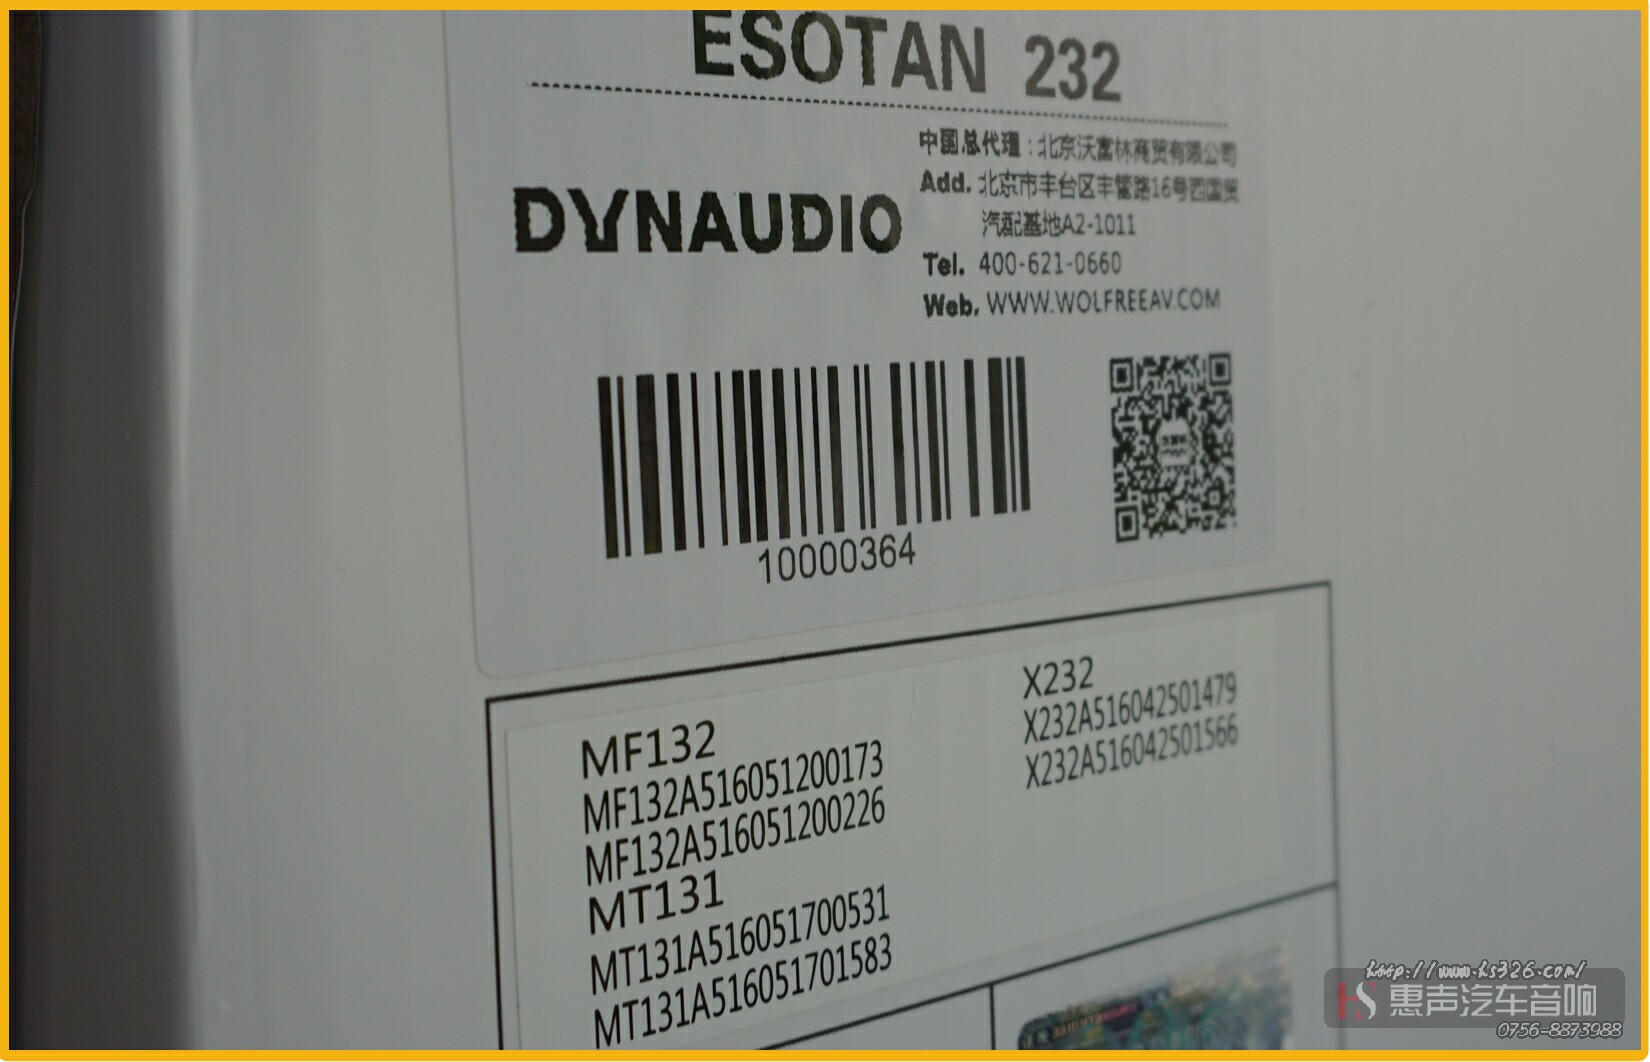 ESOTAN 232
DYNAUDIO
中国总代理：北京沃富林商贸有限公司
Add. 北京市丰台区丰管路16号西国贸
汽配基地A2-1011
Tel. 400-621-0660
Web. WWW.WOLFREEAV.COM
10000364
MF132
MF132A516051200173
MF132A516051200226
MT131
MT131A516051700531
MT131A516051701583
X232
X232A516042501479
X232A516042501566
http://www.hs326.com/
HS 惠声汽车音响
0756-8873988